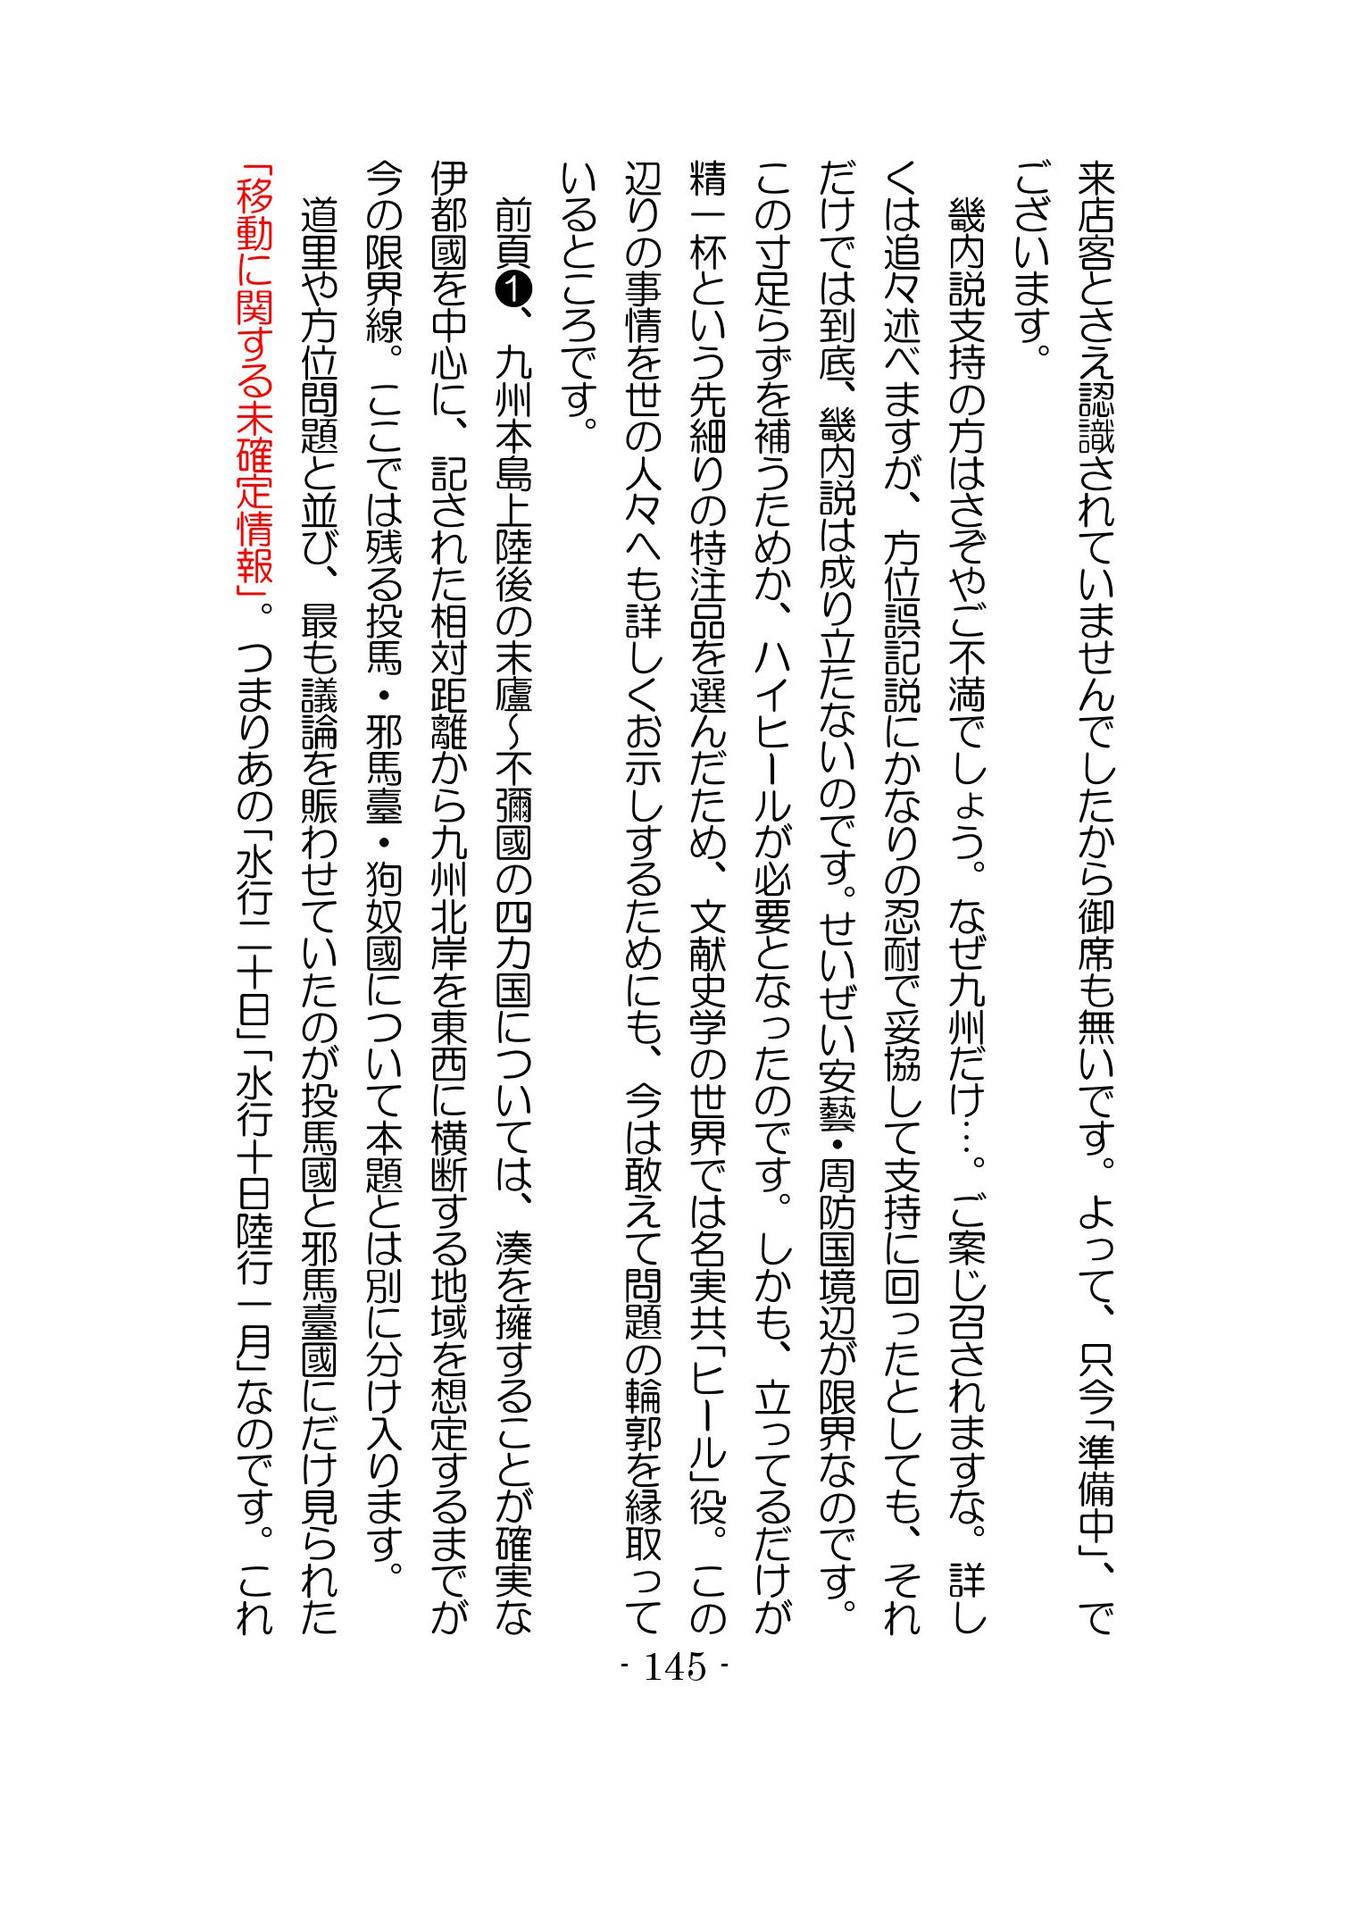 来店客とさえ認識されていませんでしたから御席も無いです。よって、只今「準備中」、で
ございます。
　畿内説支持の方はさぞやご不満でしょう。なぜ九州だけ…。ご案じ召されますな。詳し
くは追々述べますが、方位誤記説にかなりの忍耐で妥協して支持に回ったとしても、それ
だけでは到底、畿内説は成り立たないのです。せいぜい安藝・周防国境辺が限界なのです。
この寸足らずを補うためか、ハイヒールが必要となったのです。しかも、立ってるだけが
精一杯という先細りの特注品を選んだため、文献史学の世界では名実共「ヒール」役。この
辺りの事情を世の人々へも詳しくお示しするためにも、今は敢えて問題の輪郭を縁取って
いるところです。
　前頁❶、九州本島上陸後の末廬～不彌國の四カ国については、湊を擁することが確実な
伊都國を中心に、記された相対距離から九州北岸を東西に横断する地域を想定するまでが
今の限界線。ここでは残る投馬・邪馬臺・狗奴國について本題とは別に分け入ります。
　道里や方位問題と並び、最も議論を賑わせていたのが投馬國と邪馬臺國にだけ見られた
「移動に関する未確定情報」。つまりあの「水行二十日」「水行十日陸行一月」なのです。これ
- 145 -